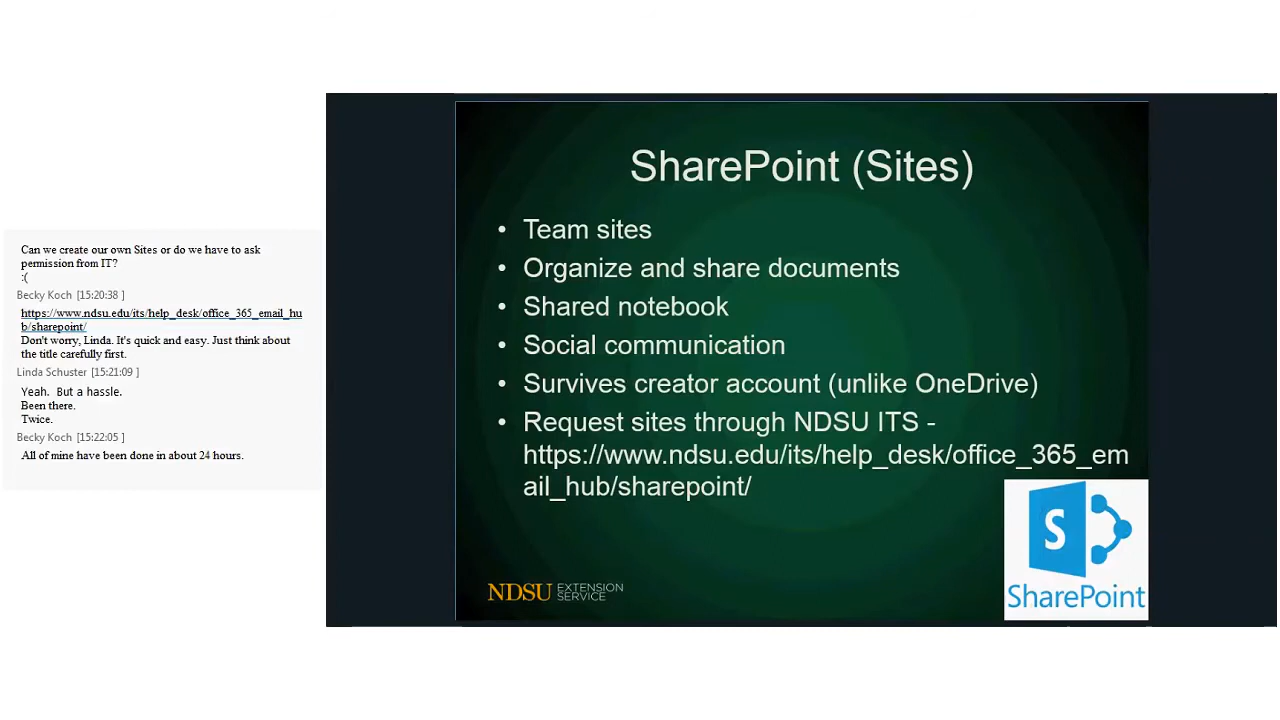 Can we create our own Sites or do we have to ask
permission from IT?
:(
Becky Koch [15:20:38 ]
https://www.ndsu.edu/its/help_desk/office_365_email_hu
b/sharepoint/
Don't worry, Linda. It's quick and easy. Just think about
the title carefully first.
Linda Schuster [15:21:09 ]
Yeah.  But a hassle.
Been there.
Twice.
Becky Koch [15:22:05 ]
All of mine have been done in about 24 hours.
SharePoint (Sites)
• Team sites
• Organize and share documents
• Shared notebook
• Social communication
• Survives creator account (unlike OneDrive)
• Request sites through NDSU ITS -
https://www.ndsu.edu/its/help_desk/office_365_em
ail_hub/sharepoint/
S
SharePoint
NDSU EXTENSION
SERVICE